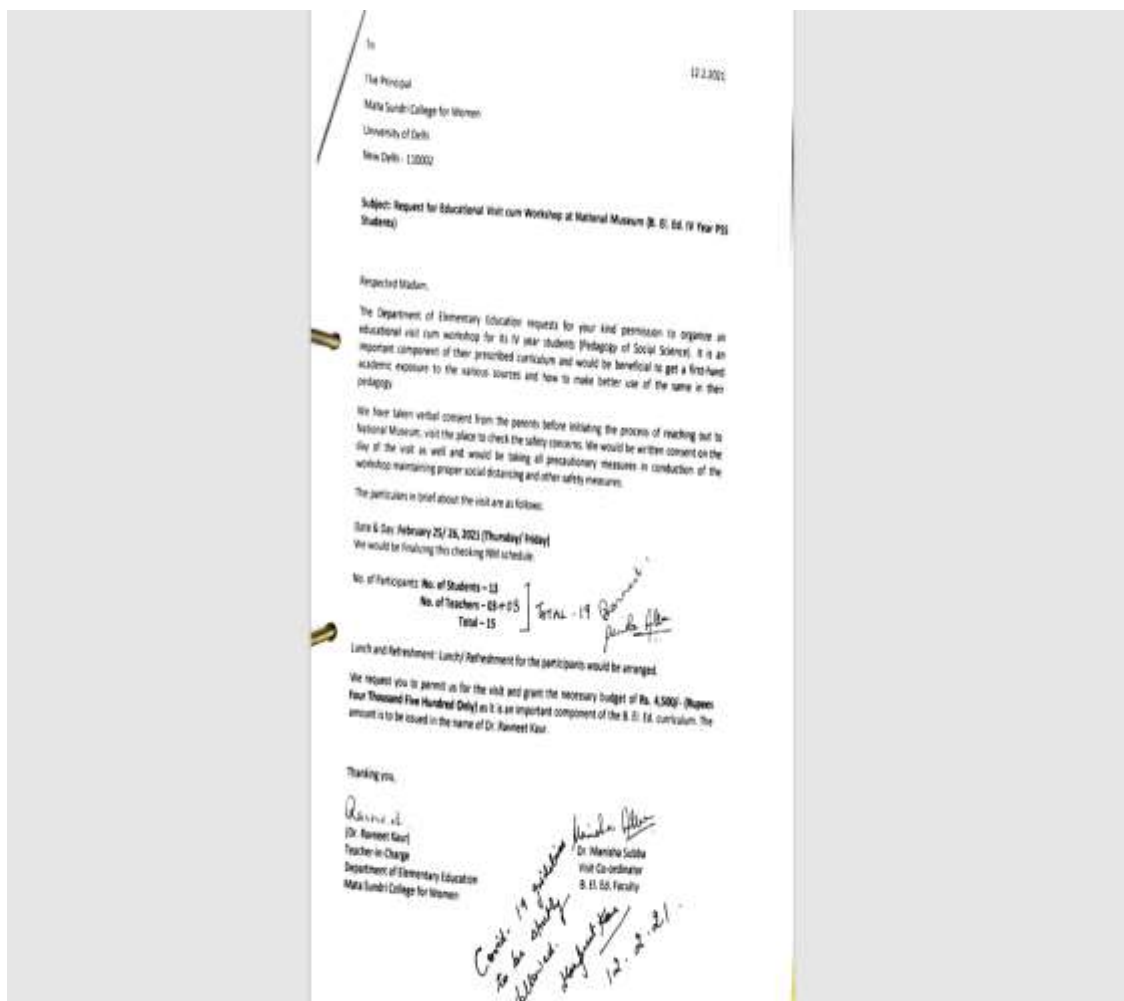 To
12.2.2021
The Principal
Mata Sundri College for Women
University of Delhi
New Delhi - 110002
Subject: Request for Educational Visit cum Workshop at National Museum (B. El. Ed. IV Year PSS
Students)
Respected Madam,
The Department of Elementary Education requests for your kind permission to organize an
educational visit cum workshop for its IV year students (Pedagogy of Social Science). It is an
important component of their prescribed curriculum and would be beneficial to get a first-hand
academic exposure to the various sources and how to make better use of the same in their
pedagogy.
We have taken verbal consent from the parents before initiating the process of reaching out to
National Museum, visit the place to check the safety concerns. We would be written consent on the
day of the visit as well and would be taking all precautionary measures in conduction of the
workshop maintaining proper social distancing and other safety measures.
The particulars in brief about the visit are as follows:
Date & Day: February 25/ 26, 2021 (Thursday/ Friday)
We would be finalizing this checking NM schedule.
No. of Participants: No. of Students – 13
No. of Teachers – 03+03
Total – 15
TOTAL - 19
Lunch and Refreshment: Lunch/ Refreshment for the participants would be arranged.
We request you to permit us for the visit and grant the necessary budget of Rs. 4,500/- (Rupees
Four Thousand Five Hundred Only) as it is an important component of the B. El. Ed. curriculum. The
amount is to be issued in the name of Dr. Ravneet Kaur.
Thanking you,
Ravneet
(Dr. Ravneet Kaur)
Teacher-in-Charge
Department of Elementary Education
Mata Sundri College for Women
Dr. Manisha Subba
Visit Co-ordinator
B. El. Ed. Faculty
Covid-19 guidelines
to be strictly
followed.
12.2.21.